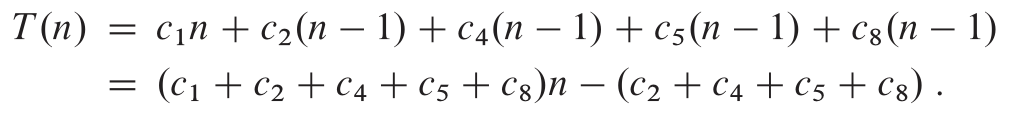 T(n) = c₁n + c₂(n − 1) + c₄(n − 1) + c₅(n − 1) + c₈(n − 1)
= (c₁ + c₂ + c₄ + c₅ + c₈)n − (c₂ + c₄ + c₅ + c₈) .